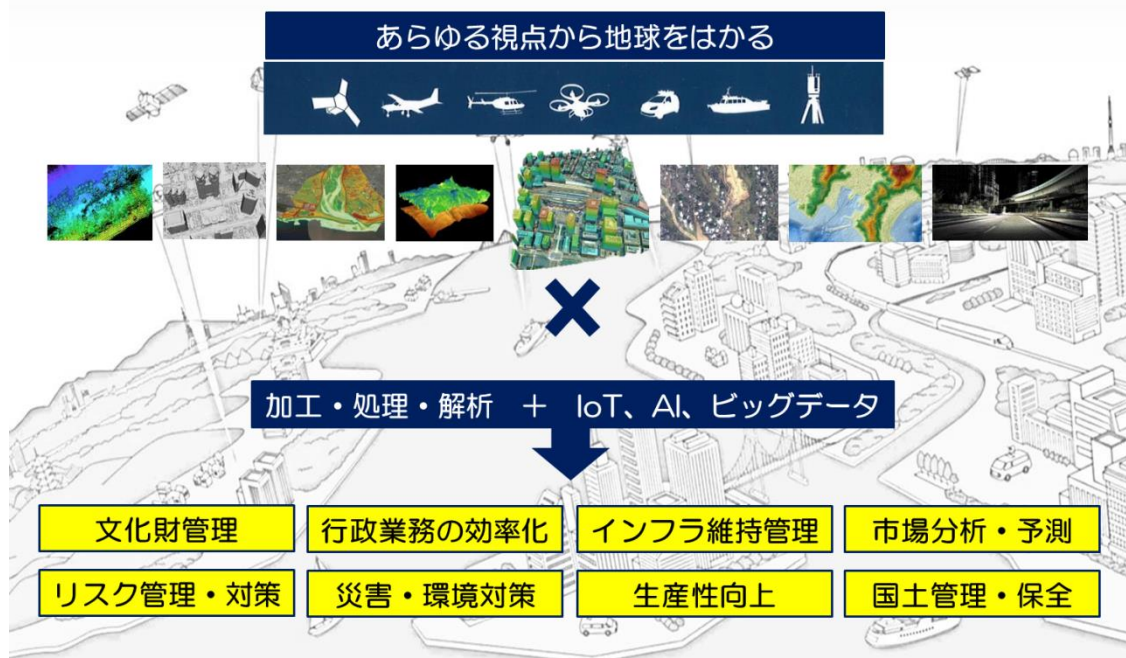 あらゆる視点から地球をはかる
加工・処理・解析 + IoT、AI、ビッグデータ
文化財管理
行政業務の効率化
インフラ維持管理
市場分析・予測
リスク管理・対策
災害・環境対策
生産性向上
国土管理・保全